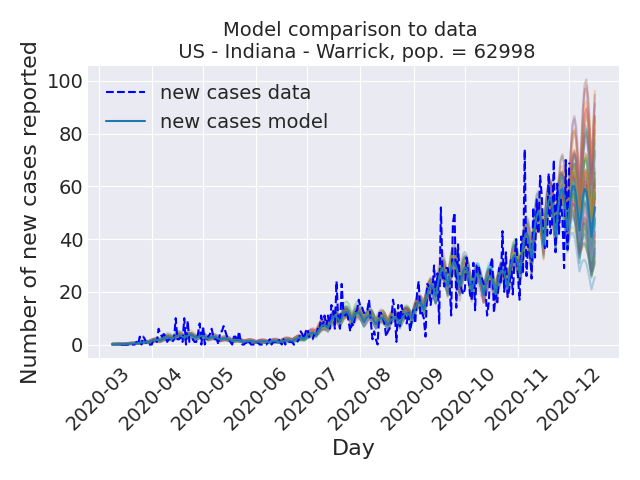 Model comparison to data
US - Indiana - Warrick, pop. = 62998
Number of new cases reported
100
80
60
40
20
0
new cases data
new cases model
2020-03
2020-04
2020-05
2020-06
2020-07
2020-08
2020-09
2020-10
2020-11
2020-12
Day